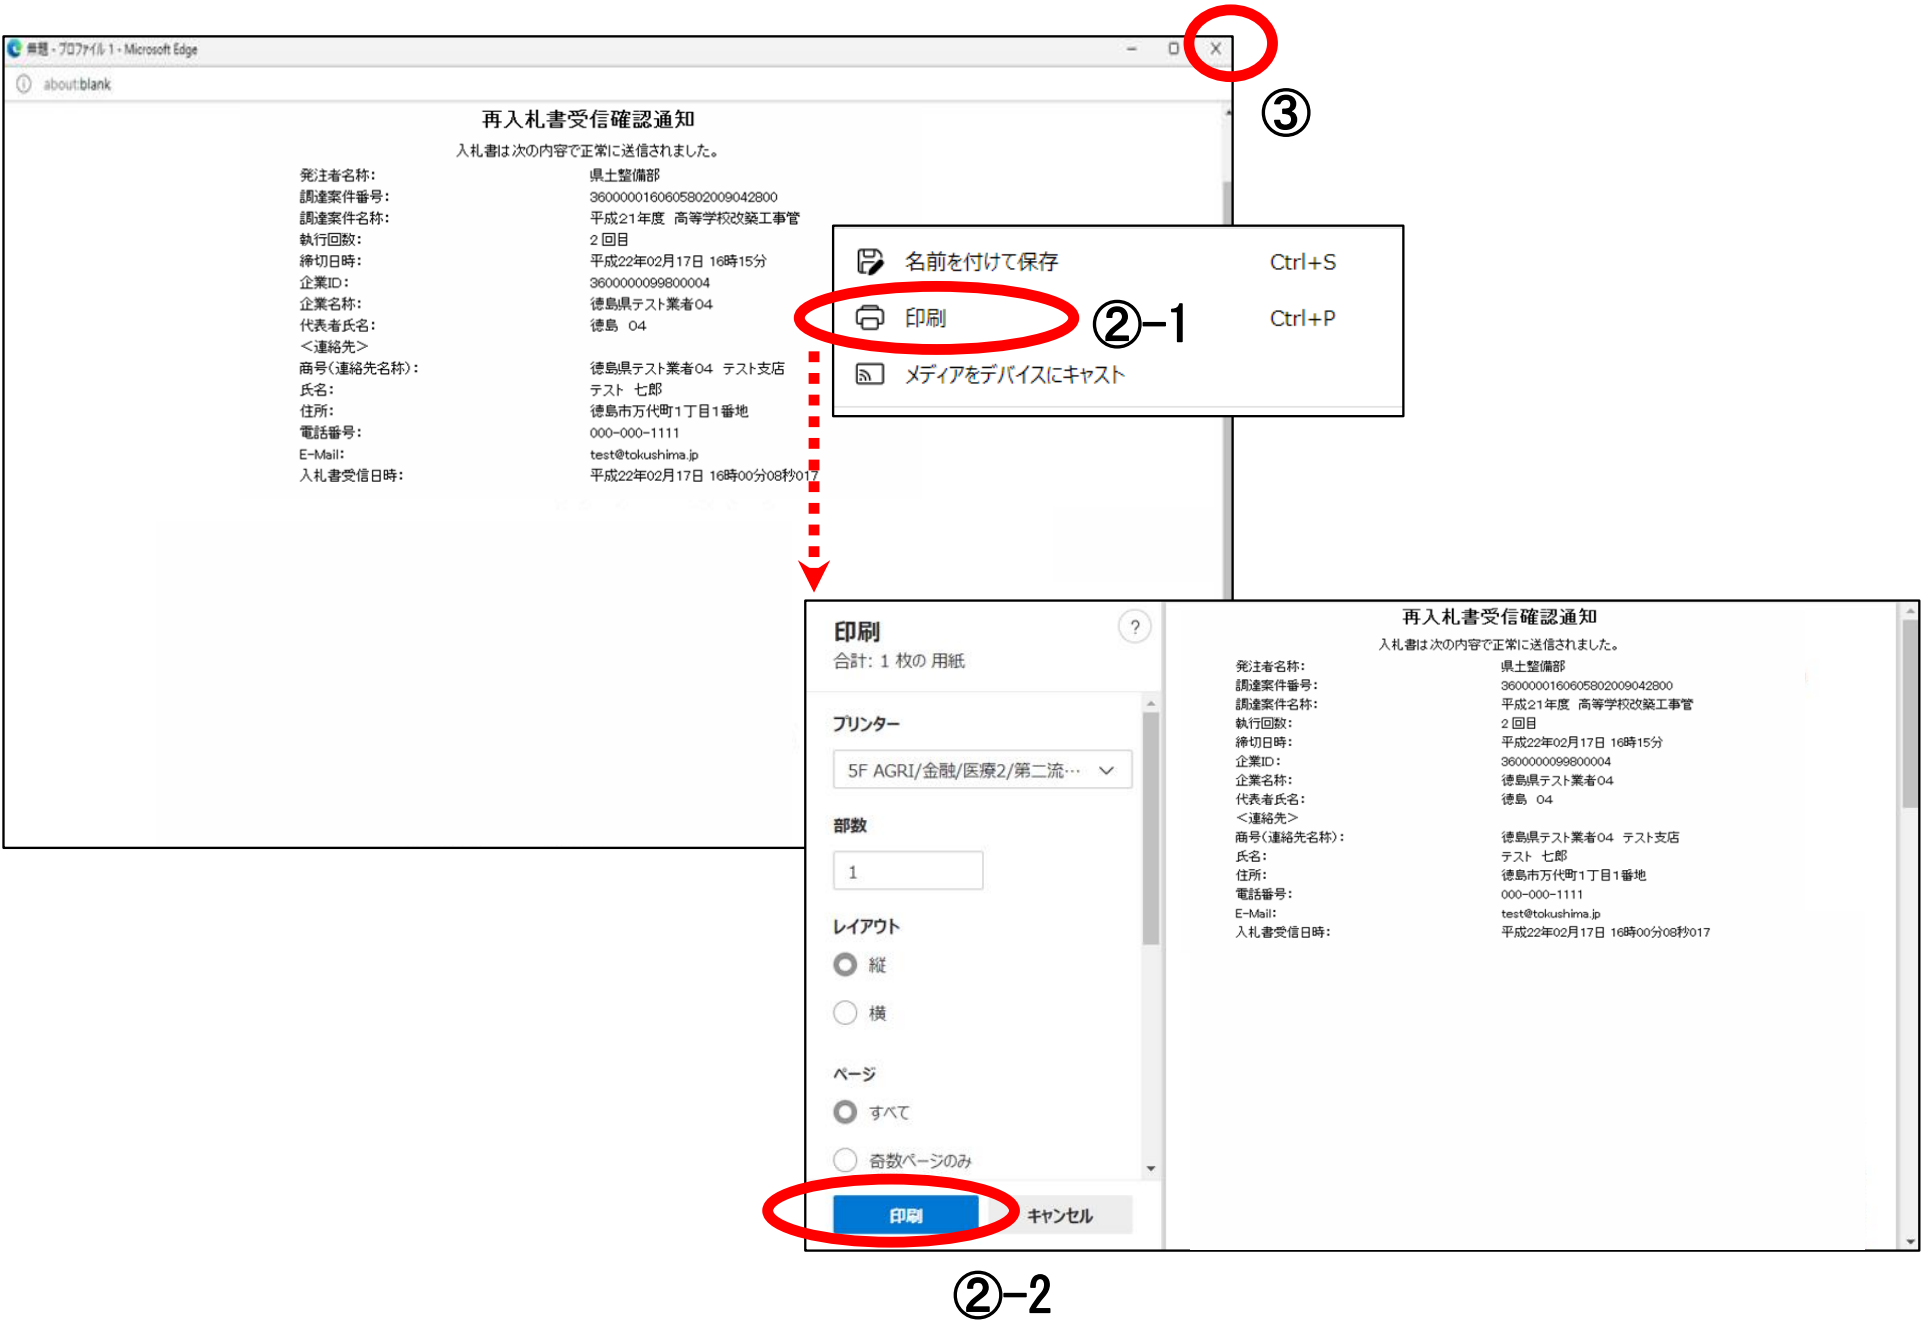 無題 - プロファイル 1 - Microsoft Edge
about:blank
③
再入札書受信確認通知
入札書は次の内容で正常に送信されました。
発注者名称： 県土整備部
調達案件番号： 3600000160605802009042800
調達案件名称： 平成21年度 高等学校改築工事管
執行回数： 2回目
締切日時： 平成22年02月17日 16時15分
企業ID： 3600000099800004
企業名称： 徳島県テスト業者04
代表者氏名： 徳島 04
＜連絡先＞
商号(連絡先名称)： 徳島県テスト業者04 テスト支店
氏名： テスト 七郎
住所： 徳島市万代町1丁目1番地
電話番号： 000-000-1111
E-Mail： test@tokushima.jp
入札書受信日時： 平成22年02月17日 16時00分08秒017
名前を付けて保存 Ctrl+S
印刷 Ctrl+P
②-1
メディアをデバイスにキャスト
印刷
?
合計: 1 枚の 用紙
プリンター
5F AGRI/金融/医療2/第二流…
部数
1
レイアウト
縦
横
ページ
すべて
奇数ページのみ
印刷 キャンセル
②-2
再入札書受信確認通知
入札書は次の内容で正常に送信されました。
発注者名称： 県土整備部
調達案件番号： 3600000160605802009042800
調達案件名称： 平成21年度 高等学校改築工事管
執行回数： 2回目
締切日時： 平成22年02月17日 16時15分
企業ID： 3600000099800004
企業名称： 徳島県テスト業者04
代表者氏名： 徳島 04
＜連絡先＞
商号(連絡先名称)： 徳島県テスト業者04 テスト支店
氏名： テスト 七郎
住所： 徳島市万代町1丁目1番地
電話番号： 000-000-1111
E-Mail： test@tokushima.jp
入札書受信日時： 平成22年02月17日 16時00分08秒017